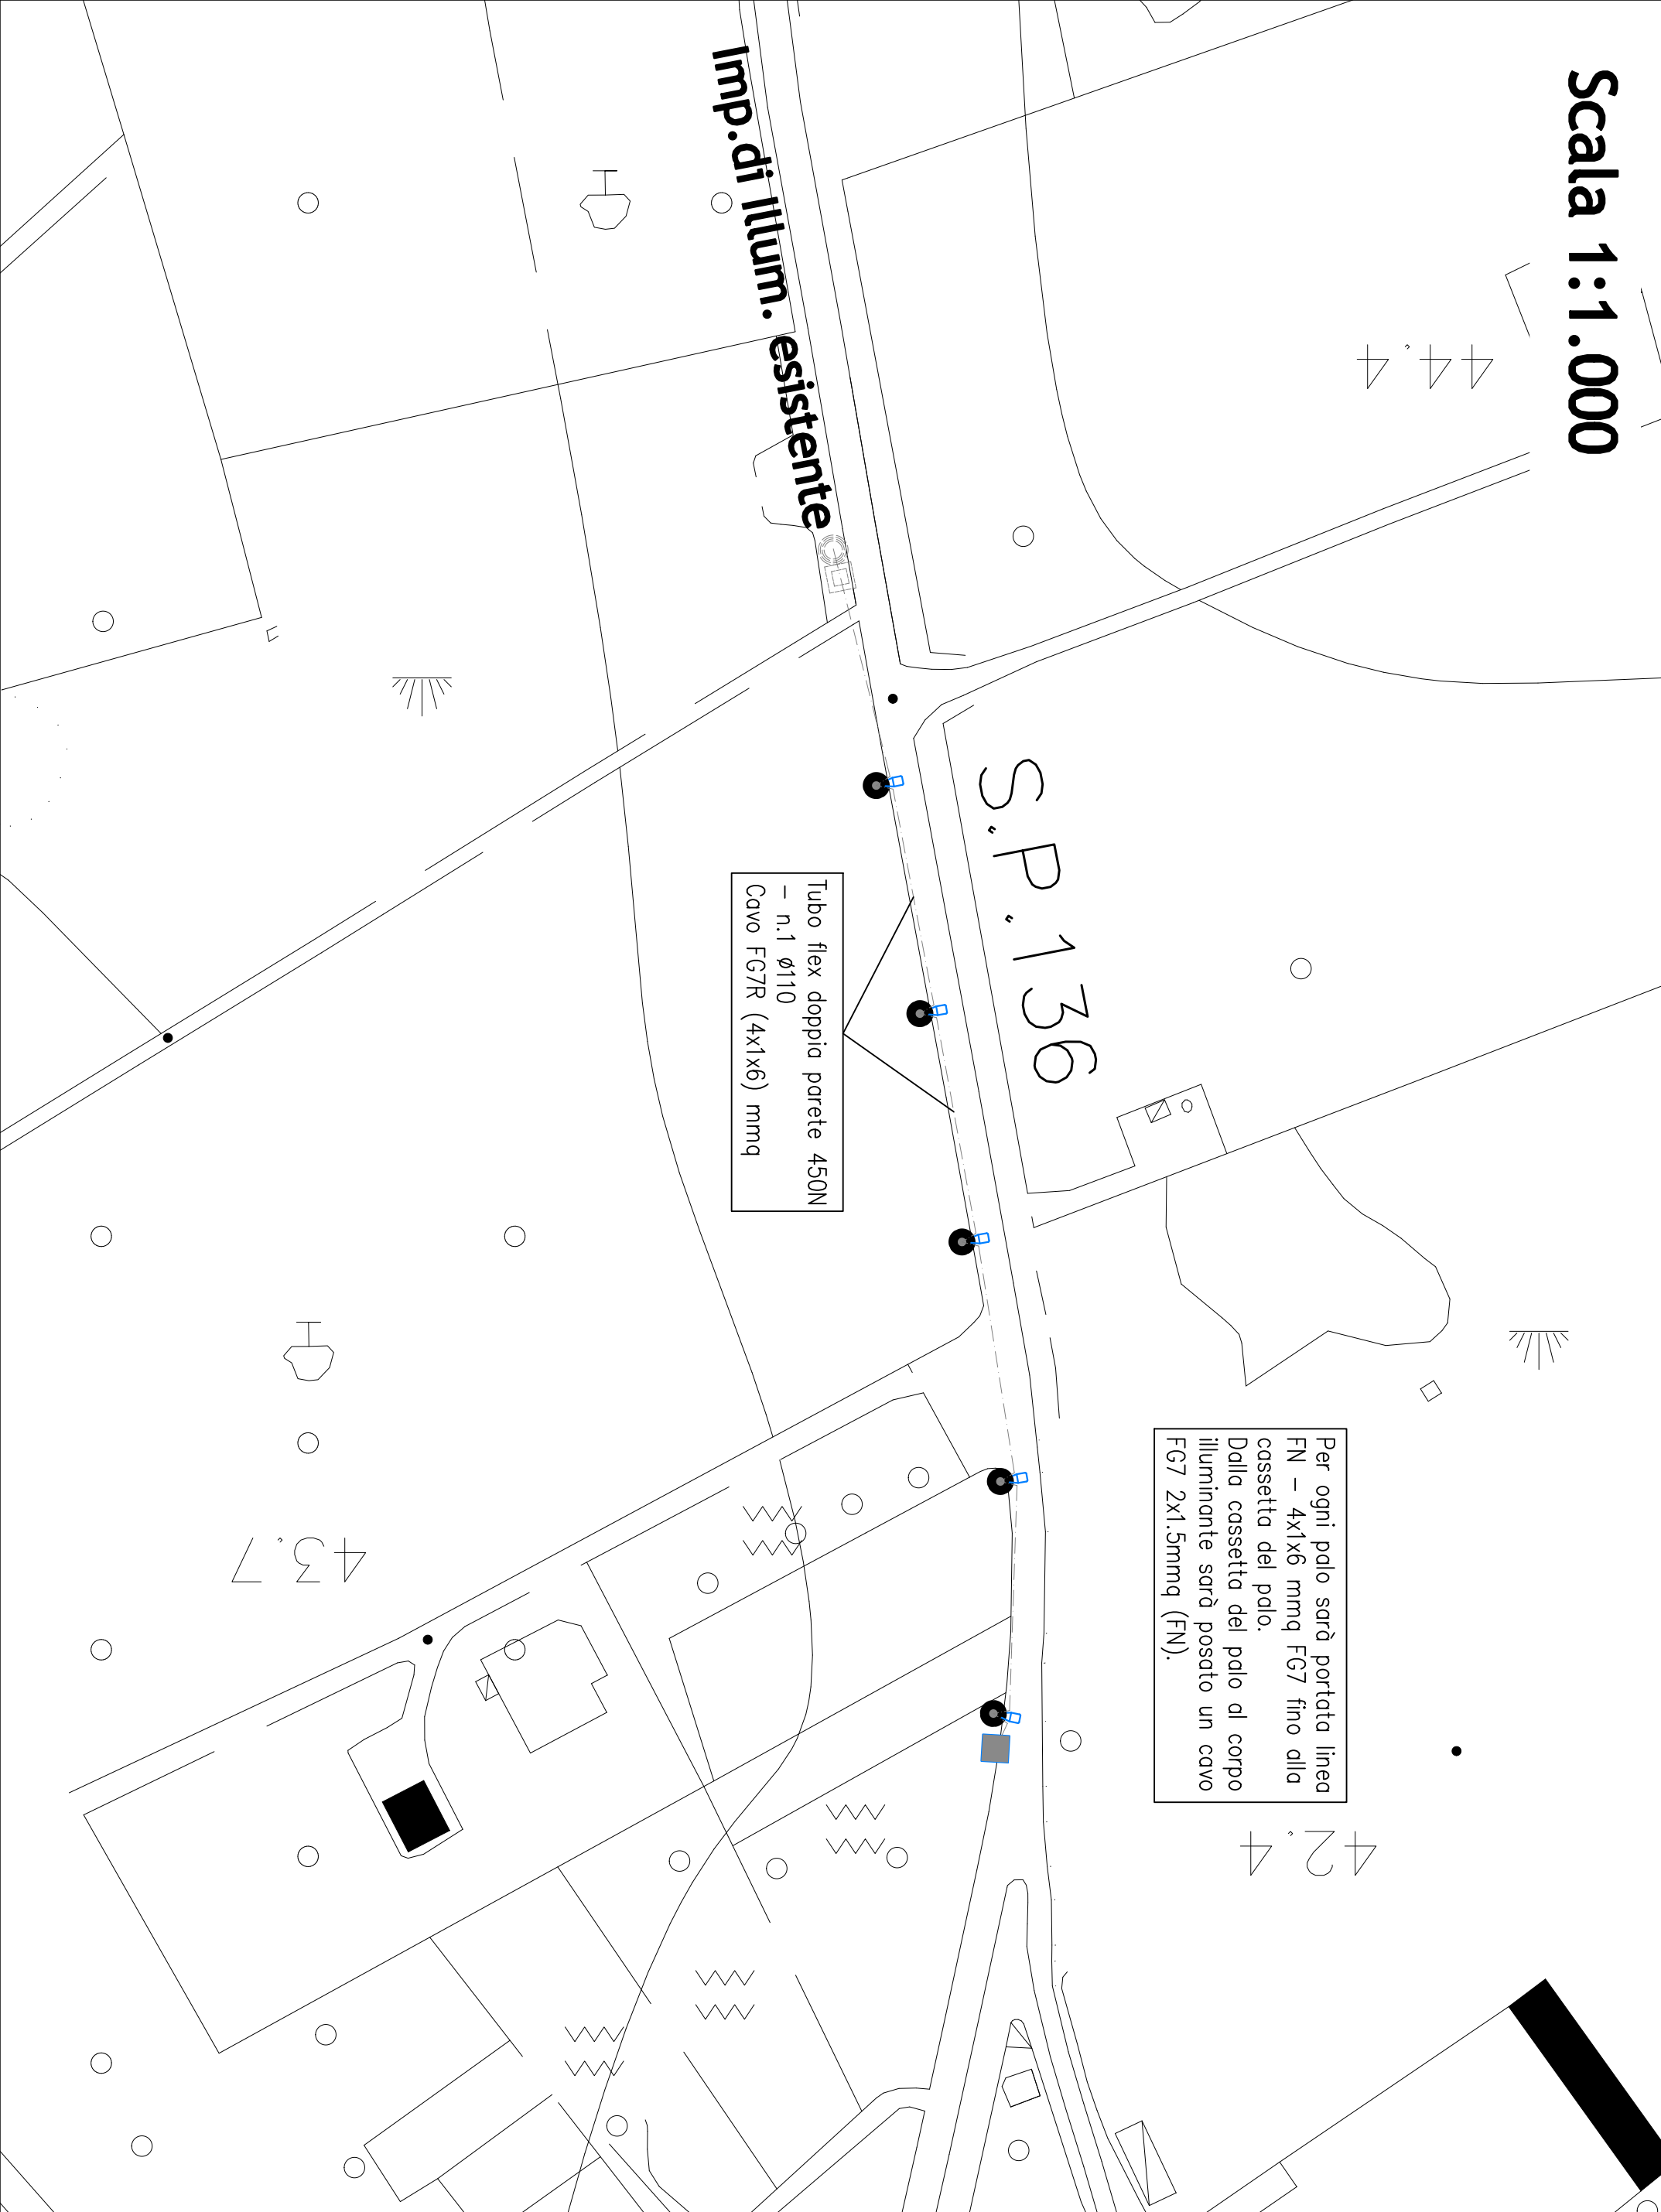 Scala 1:1.000
Imp.di illum. esistente
44.4
S.P.136
Tubo flex doppia parete 450N
- n.1 ø110
Cavo FG7R (4x1x6) mmq
Per ogni palo sarà portata linea
FN - 4x1x6 mmq FG7 fino alla
cassetta del palo.
Dalla cassetta del palo al corpo
illuminante sarà posato un cavo
FG7 2x1.5mmq (FN).
43.7
42.4